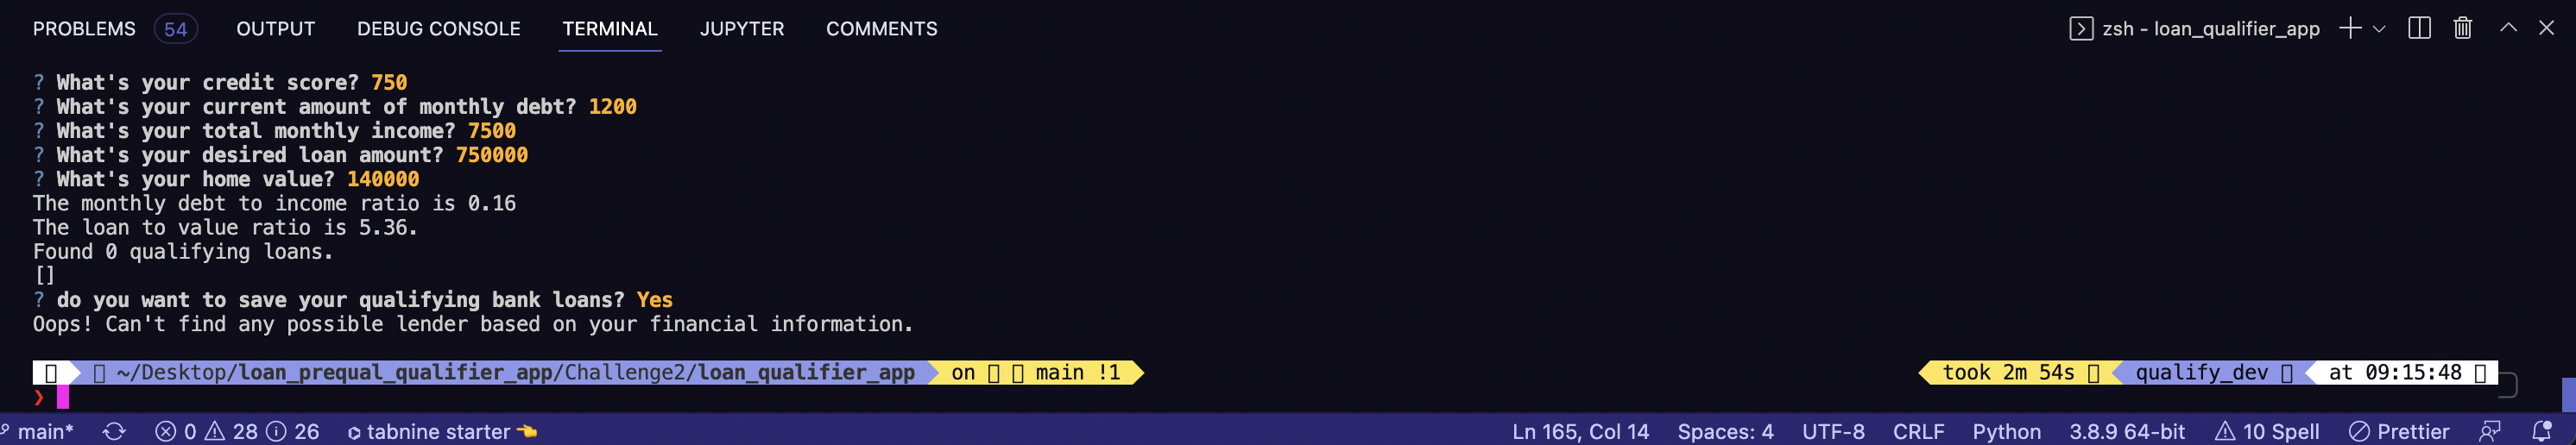 PROBLEMS 54 OUTPUT DEBUG CONSOLE TERMINAL JUPYTER COMMENTS zsh - loan_qualifier_app
? What's your credit score? 750
? What's your current amount of monthly debt? 1200
? What's your total monthly income? 7500
? What's your desired loan amount? 750000
? What's your home value? 140000
The monthly debt to income ratio is 0.16
The loan to value ratio is 5.36.
Found 0 qualifying loans.
[]
? do you want to save your qualifying bank loans? Yes
Oops! Can't find any possible lender based on your financial information.
~/Desktop/loan_prequal_qualifier_app/Challenge2/loan_qualifier_app on main !1 took 2m 54s qualify_dev at 09:15:48
❯
main* 0 28 26 tabnine starter 👈 Ln 165, Col 14 Spaces: 4 UTF-8 CRLF Python 3.8.9 64-bit 10 Spell Prettier